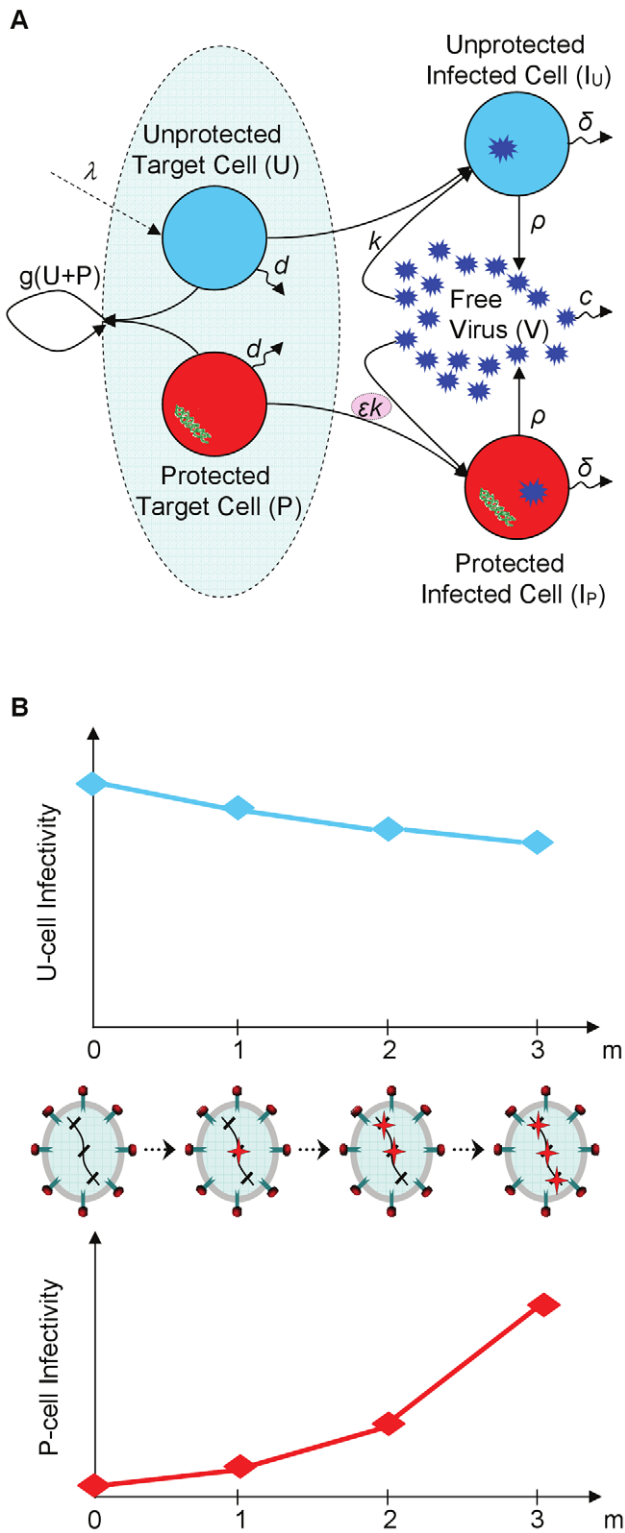 A
Unprotected
Infected Cell (IU)
δ
Unprotected
Target Cell (U)
λ
k
ρ
d
g(U+P)
Free
Virus (V)
c
d
εk
ρ
δ
Protected
Target Cell (P)
Protected
Infected Cell (IP)
B
U-cell Infectivity
0 1 2 3 m
P-cell Infectivity
0 1 2 3 m